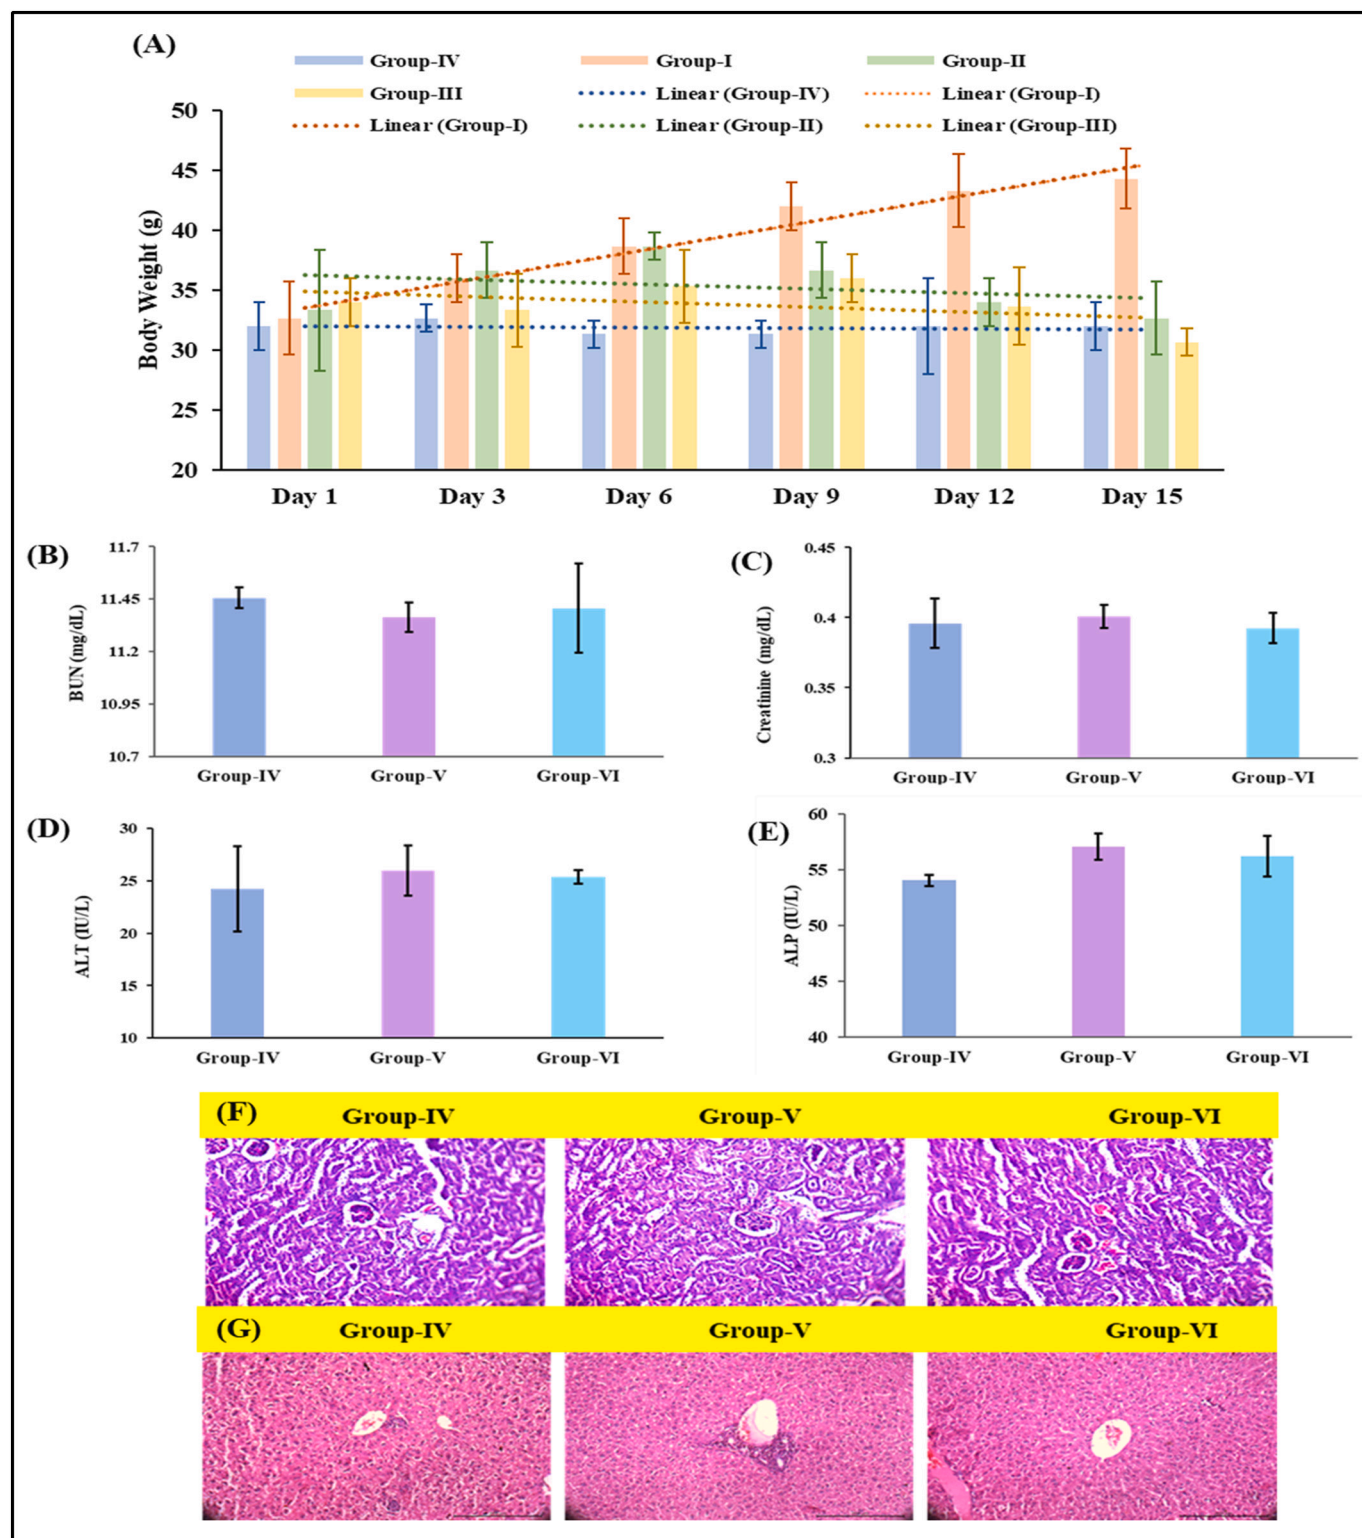 (A)
Group-IV Group-I Group-II
Group-III Linear (Group-IV) Linear (Group-I)
Linear (Group-I) Linear (Group-II) Linear (Group-III)
50
45
40
35
30
25
20
Body Weight (g)
Day 1 Day 3 Day 6 Day 9 Day 12 Day 15
(B)
11.7
11.45
11.2
10.95
10.7
BUN (mg/dL)
Group-IV Group-V Group-VI
(C)
0.45
0.4
0.35
0.3
Creatinine (mg/dL)
Group-IV Group-V Group-VI
(D)
30
25
20
15
10
ALT (IU/L)
Group-IV Group-V Group-VI
(E)
60
55
50
45
40
ALP (IU/L)
Group-IV Group-V Group-VI
(F) Group-IV Group-V Group-VI
(G) Group-IV Group-V Group-VI